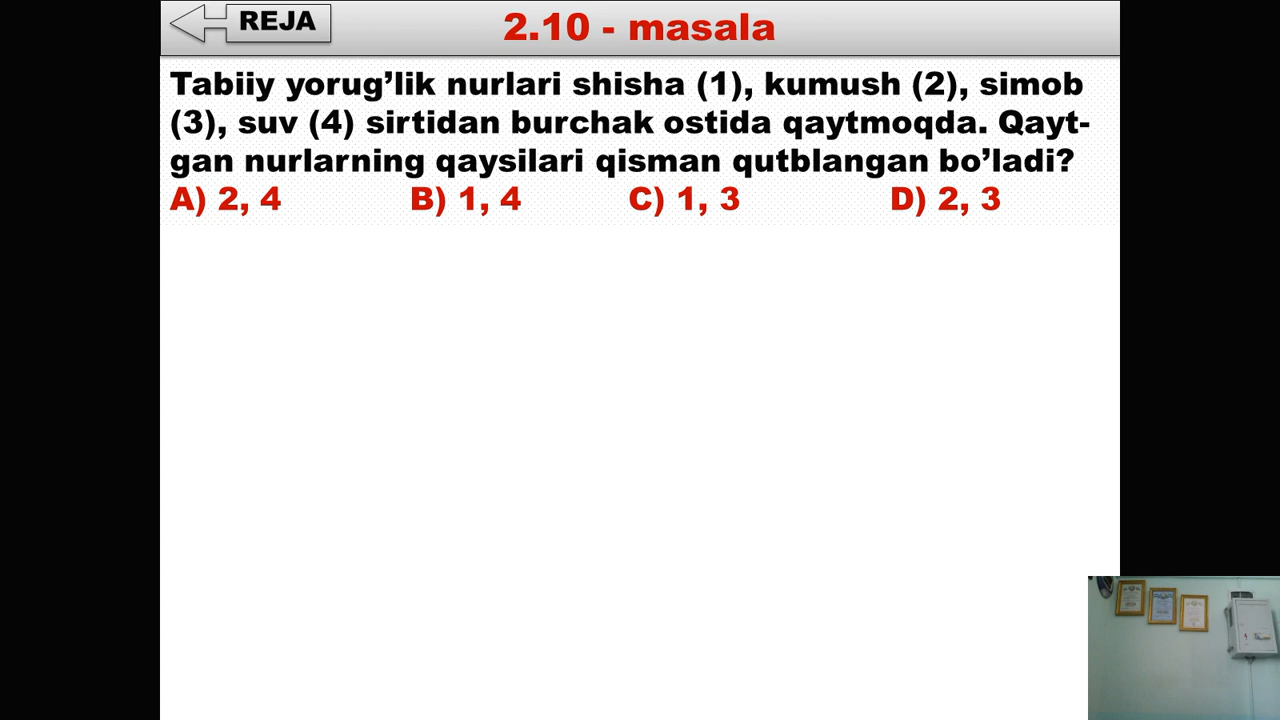 REJA
2.10 - masala
Tabiiy yorug’lik nurlari shisha (1), kumush (2), simob
(3), suv (4) sirtidan burchak ostida qaytmoqda. Qayt-
gan nurlarning qaysilari qisman qutblangan bo’ladi?
A) 2, 4 B) 1, 4 C) 1, 3 D) 2, 3